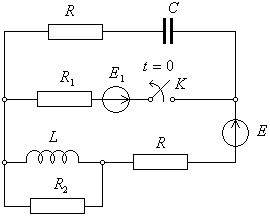 R C
R₁ E₁ t = 0 K
L R E
R₂